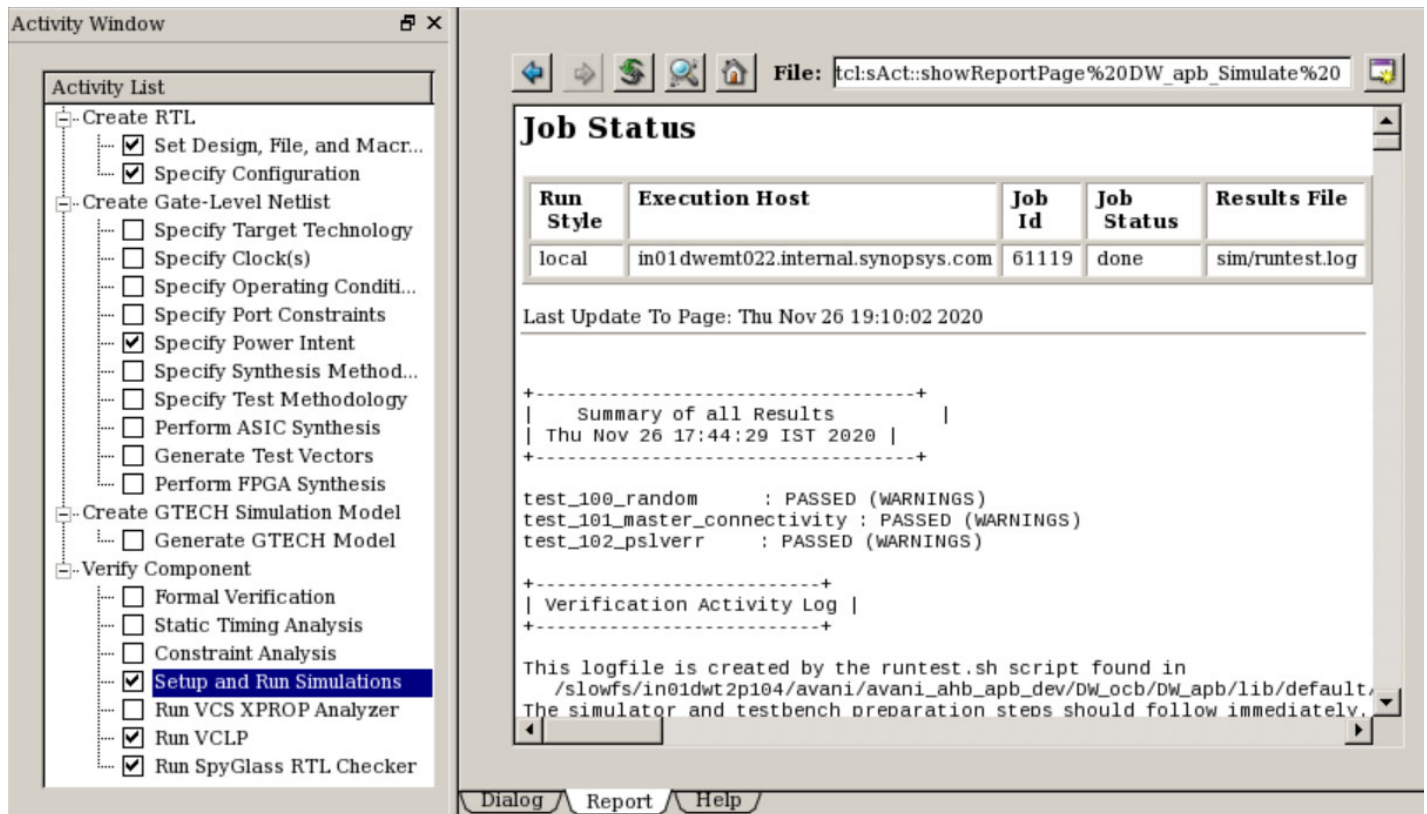 Activity Window
Activity List
Create RTL
Set Design, File, and Macr...
Specify Configuration
Create Gate-Level Netlist
Specify Target Technology
Specify Clock(s)
Specify Operating Conditi...
Specify Port Constraints
Specify Power Intent
Specify Synthesis Method...
Specify Test Methodology
Perform ASIC Synthesis
Generate Test Vectors
Perform FPGA Synthesis
Create GTECH Simulation Model
Generate GTECH Model
Verify Component
Formal Verification
Static Timing Analysis
Constraint Analysis
Setup and Run Simulations
Run VCS XPROP Analyzer
Run VCLP
Run SpyGlass RTL Checker
File: tcl:sAct::showReportPage%20DW_apb_Simulate%20
Job Status
Run Style Execution Host Job Id Job Status Results File
local in01dwemt022.internal.synopsys.com 61119 done sim/runtest.log
Last Update To Page: Thu Nov 26 19:10:02 2020
+------------------------------------+
| Summary of all Results |
| Thu Nov 26 17:44:29 IST 2020 |
+------------------------------------+
test_100_random : PASSED (WARNINGS)
test_101_master_connectivity : PASSED (WARNINGS)
test_102_pslverr : PASSED (WARNINGS)
+---------------------------+
| Verification Activity Log |
+---------------------------+
This logfile is created by the runtest.sh script found in
/slowfs/in01dwt2p104/avani/avani_ahb_apb_dev/DW_ocb/DW_apb/lib/default/
The simulator and testbench preparation steps should follow immediately,
Dialog Report Help